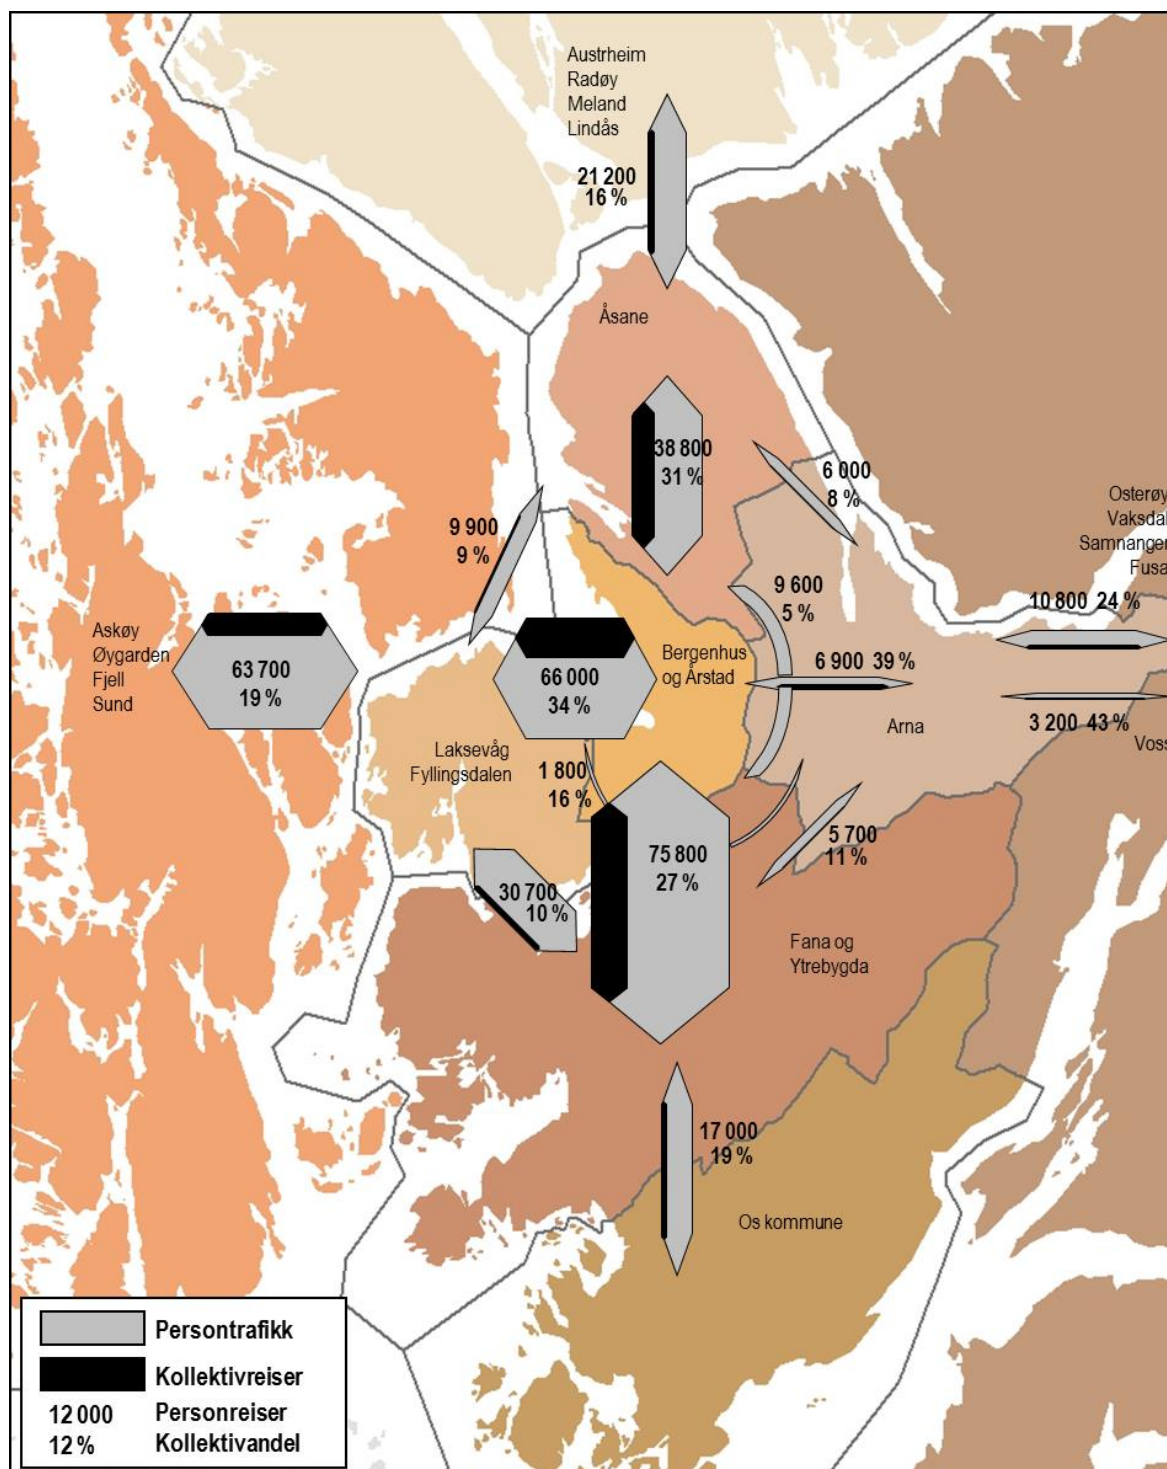 Austrheim
Radøy
Meland
Lindås
21 200
16 %
Åsane
38 800
31 %
6 000
8 %
Osterøy
Vaksdal
Samnanger
Fusa
9 900
9 %
9 600
5 %
10 800 24 %
Askøy
Øygarden
Fjell
Sund
63 700
19 %
66 000
34 %
Bergenhus
og Årstad
6 900 39 %
Arna
3 200 43 %
Voss
Laksevåg
Fyllingsdalen
1 800
16 %
75 800
27 %
5 700
11 %
30 700
10 %
Fana og
Ytrebygda
17 000
19 %
Os kommune
Persontrafikk
Kollektivreiser
12 000 Personreiser
12 % Kollektivandel